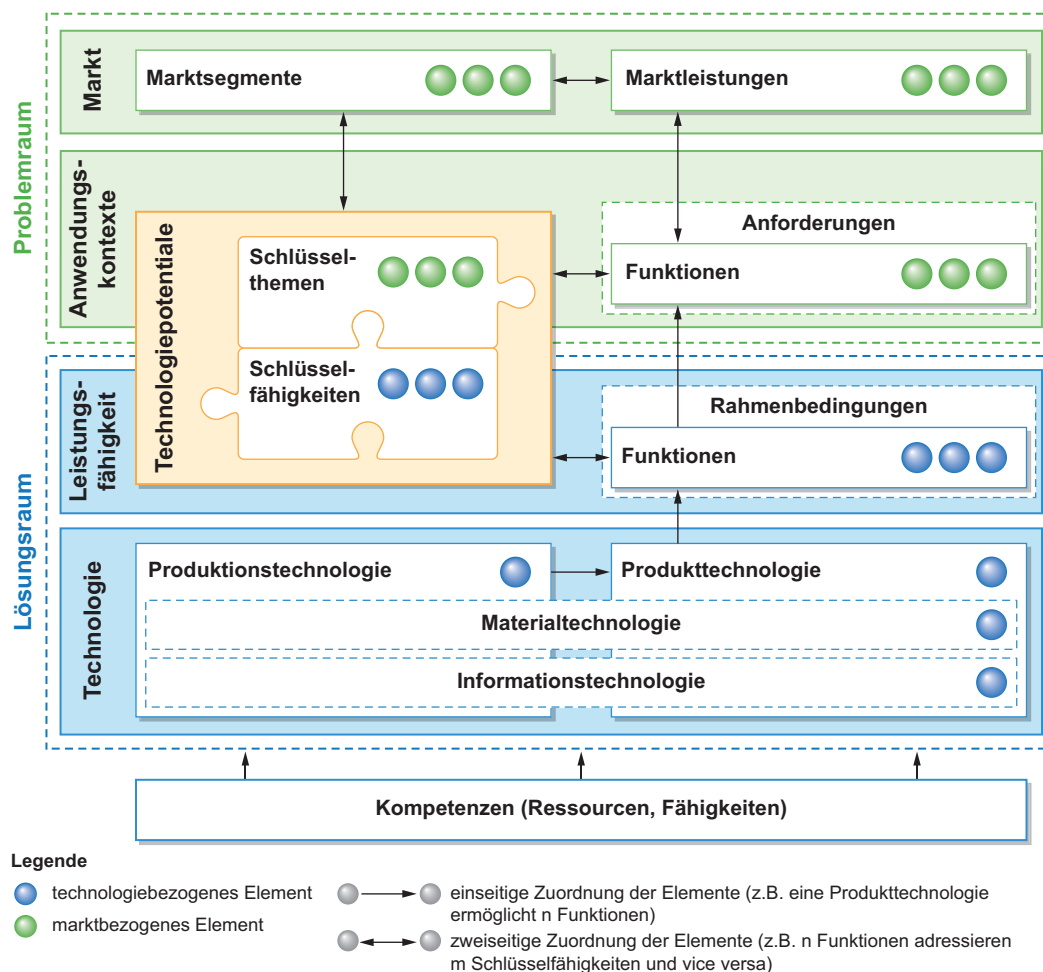 Problemraum
Markt
Marktsegmente
Marktleistungen
Anwendungs-
kontexte
Technologiepotentiale
Schlüssel-
themen
Anforderungen
Funktionen
Schlüssel-
fähigkeiten
Lösungsraum
Leistungs-
fähigkeit
Rahmenbedingungen
Funktionen
Technologie
Produktionstechnologie
Produkttechnologie
Materialtechnologie
Informationstechnologie
Kompetenzen (Ressourcen, Fähigkeiten)
Legende
technologiebezogenes Element
marktbezogenes Element
einseitige Zuordnung der Elemente (z.B. eine Produkttechnologie
ermöglicht n Funktionen)
zweiseitige Zuordnung der Elemente (z.B. n Funktionen adressieren
m Schlüsselfähigkeiten und vice versa)